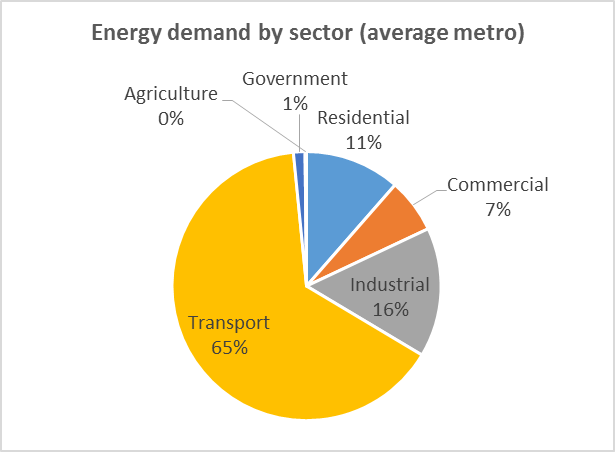 Energy demand by sector (average metro)
Government
1%
Agriculture
0%
Residential
11%
Commercial
7%
Industrial
16%
Transport
65%